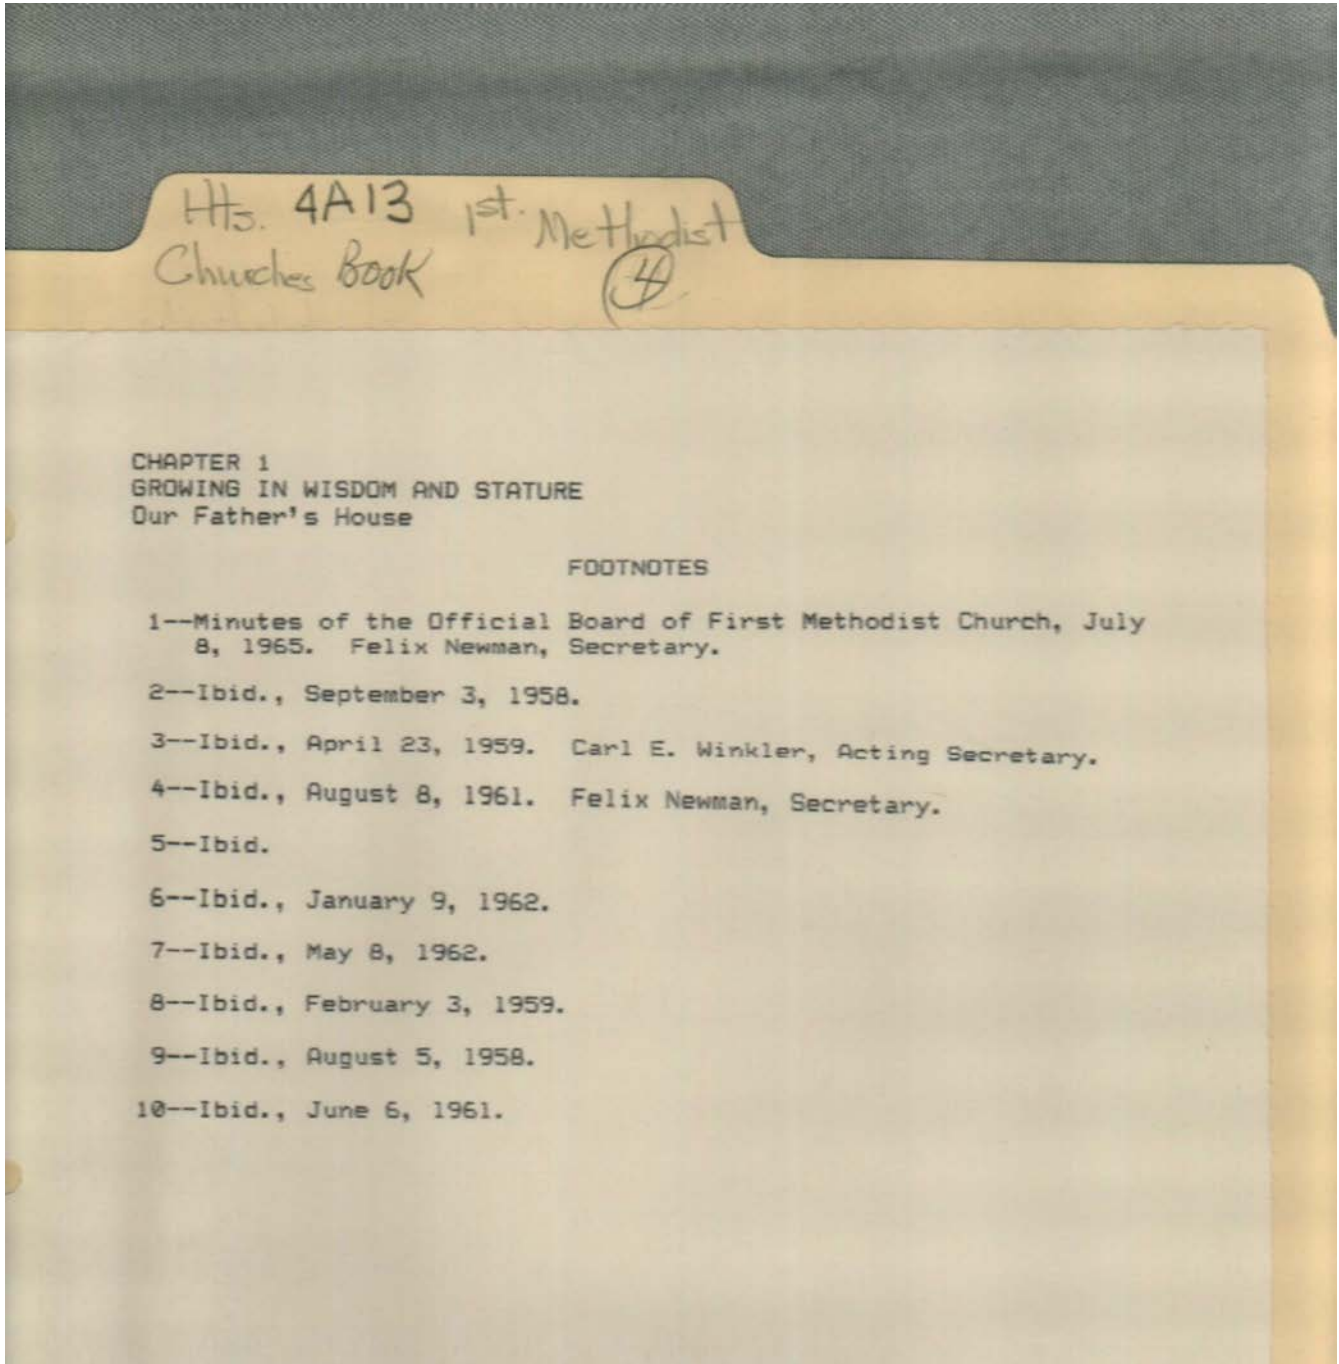 Hts. 4A13 1st. Methodist
Churches Book 4
CHAPTER 1
GROWING IN WISDOM AND STATURE
Our Father's House
FOOTNOTES
1--Minutes of the Official Board of First Methodist Church, July
8, 1965. Felix Newman, Secretary.
2--Ibid., September 3, 1958.
3--Ibid., April 23, 1959. Carl E. Winkler, Acting Secretary.
4--Ibid., August 8, 1961. Felix Newman, Secretary.
5--Ibid.
6--Ibid., January 9, 1962.
7--Ibid., May 8, 1962.
8--Ibid., February 3, 1959.
9--Ibid., August 5, 1958.
10--Ibid., June 6, 1961.